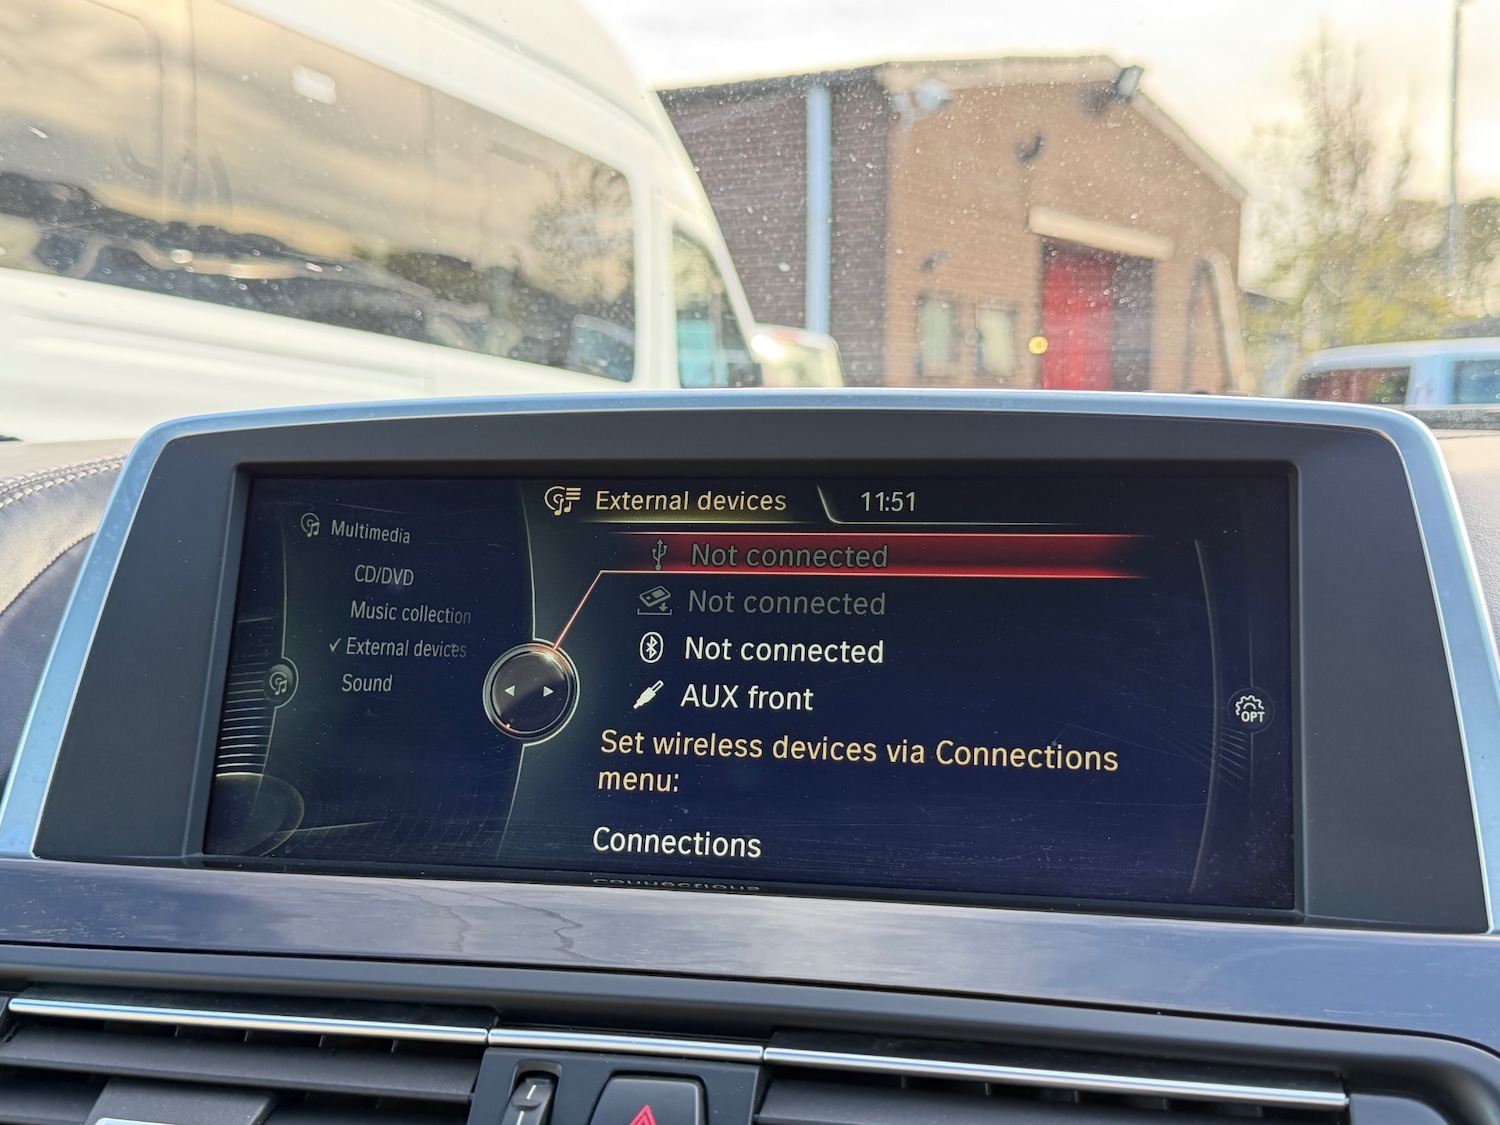 External devices 11:51
Multimedia
CD/DVD
Music collection
External devices
Sound
Not connected
Not connected
Not connected
AUX front
Set wireless devices via Connections
menu:
Connections
OPT